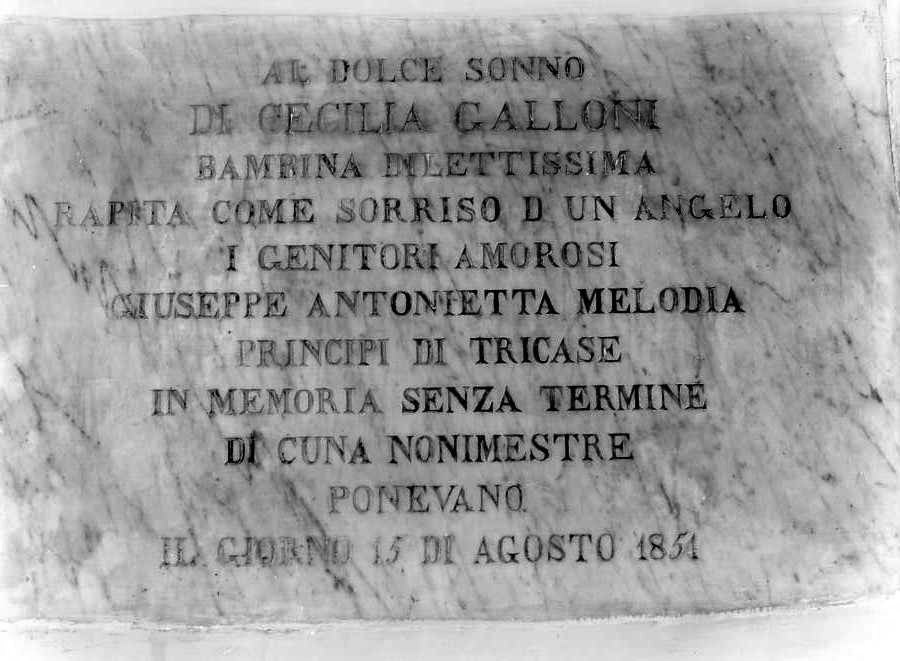 AL DOLCE SONNO
DI CECILIA GALLONI
BAMBINA DILETTISSIMA
RAPITA COME SORRISO D UN ANGELO
I GENITORI AMOROSI
GIUSEPPE ANTONIETTA MELODIA
PRINCIPI DI TRICASE
IN MEMORIA SENZA TERMINE
DI CUNA NONIMESTRE
PONEVANO
IL GIORNO 15 DI AGOSTO 1851